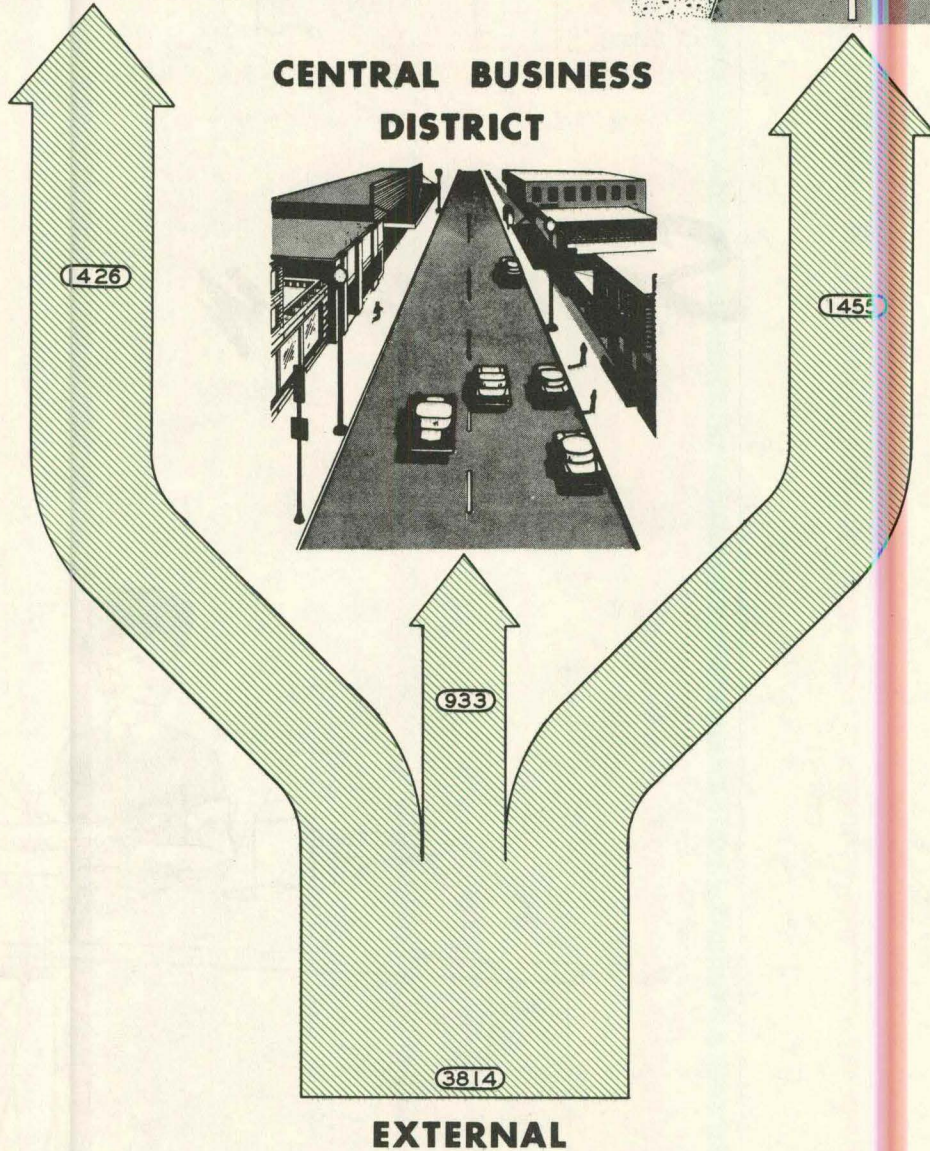 CENTRAL BUSINESS
DISTRICT
1426
1455
933
3814
EXTERNAL